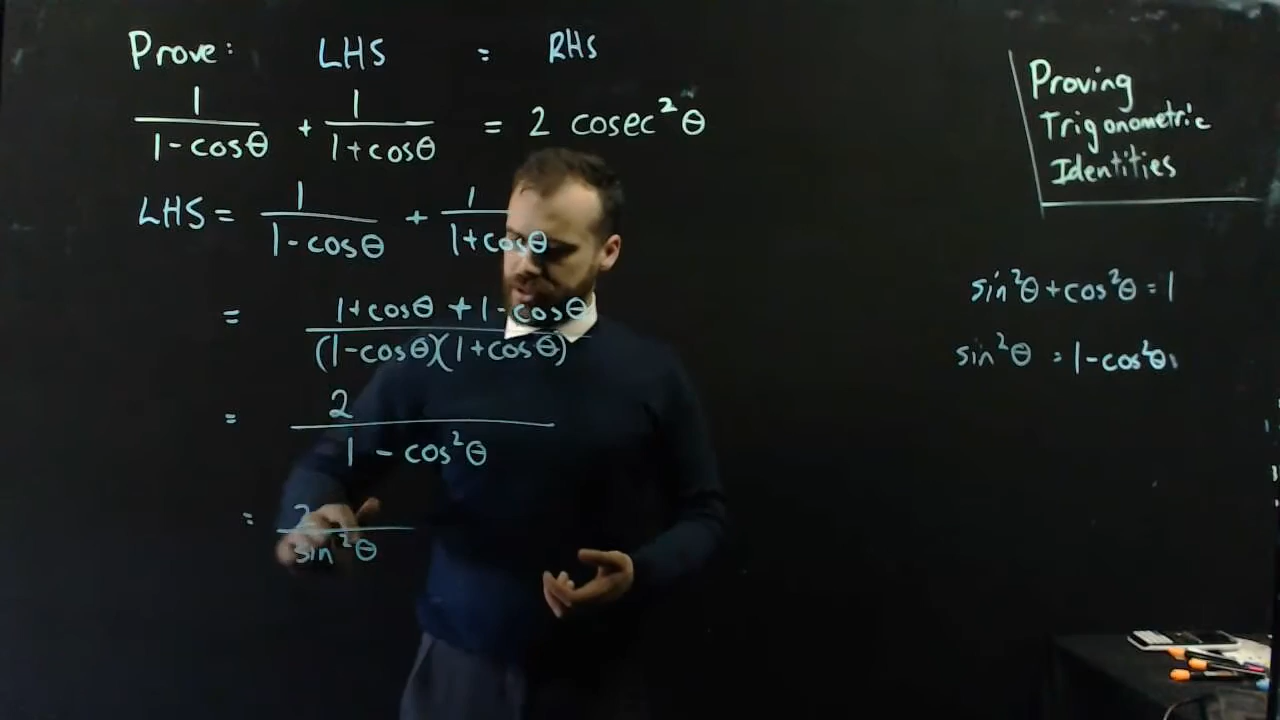 Prove: LHS = RHS
1/(1-cosθ) + 1/(1+cosθ) = 2 cosec²θ
LHS = 1/(1-cosθ) + 1/(1+cosθ)
= (1+cosθ + 1-cosθ)/((1-cosθ)(1+cosθ))
= 2/(1 - cos²θ)
= 2/sin²θ
Proving
Trigonometric
Identities
sin²θ+cos²θ=1
sin²θ = 1-cos²θ